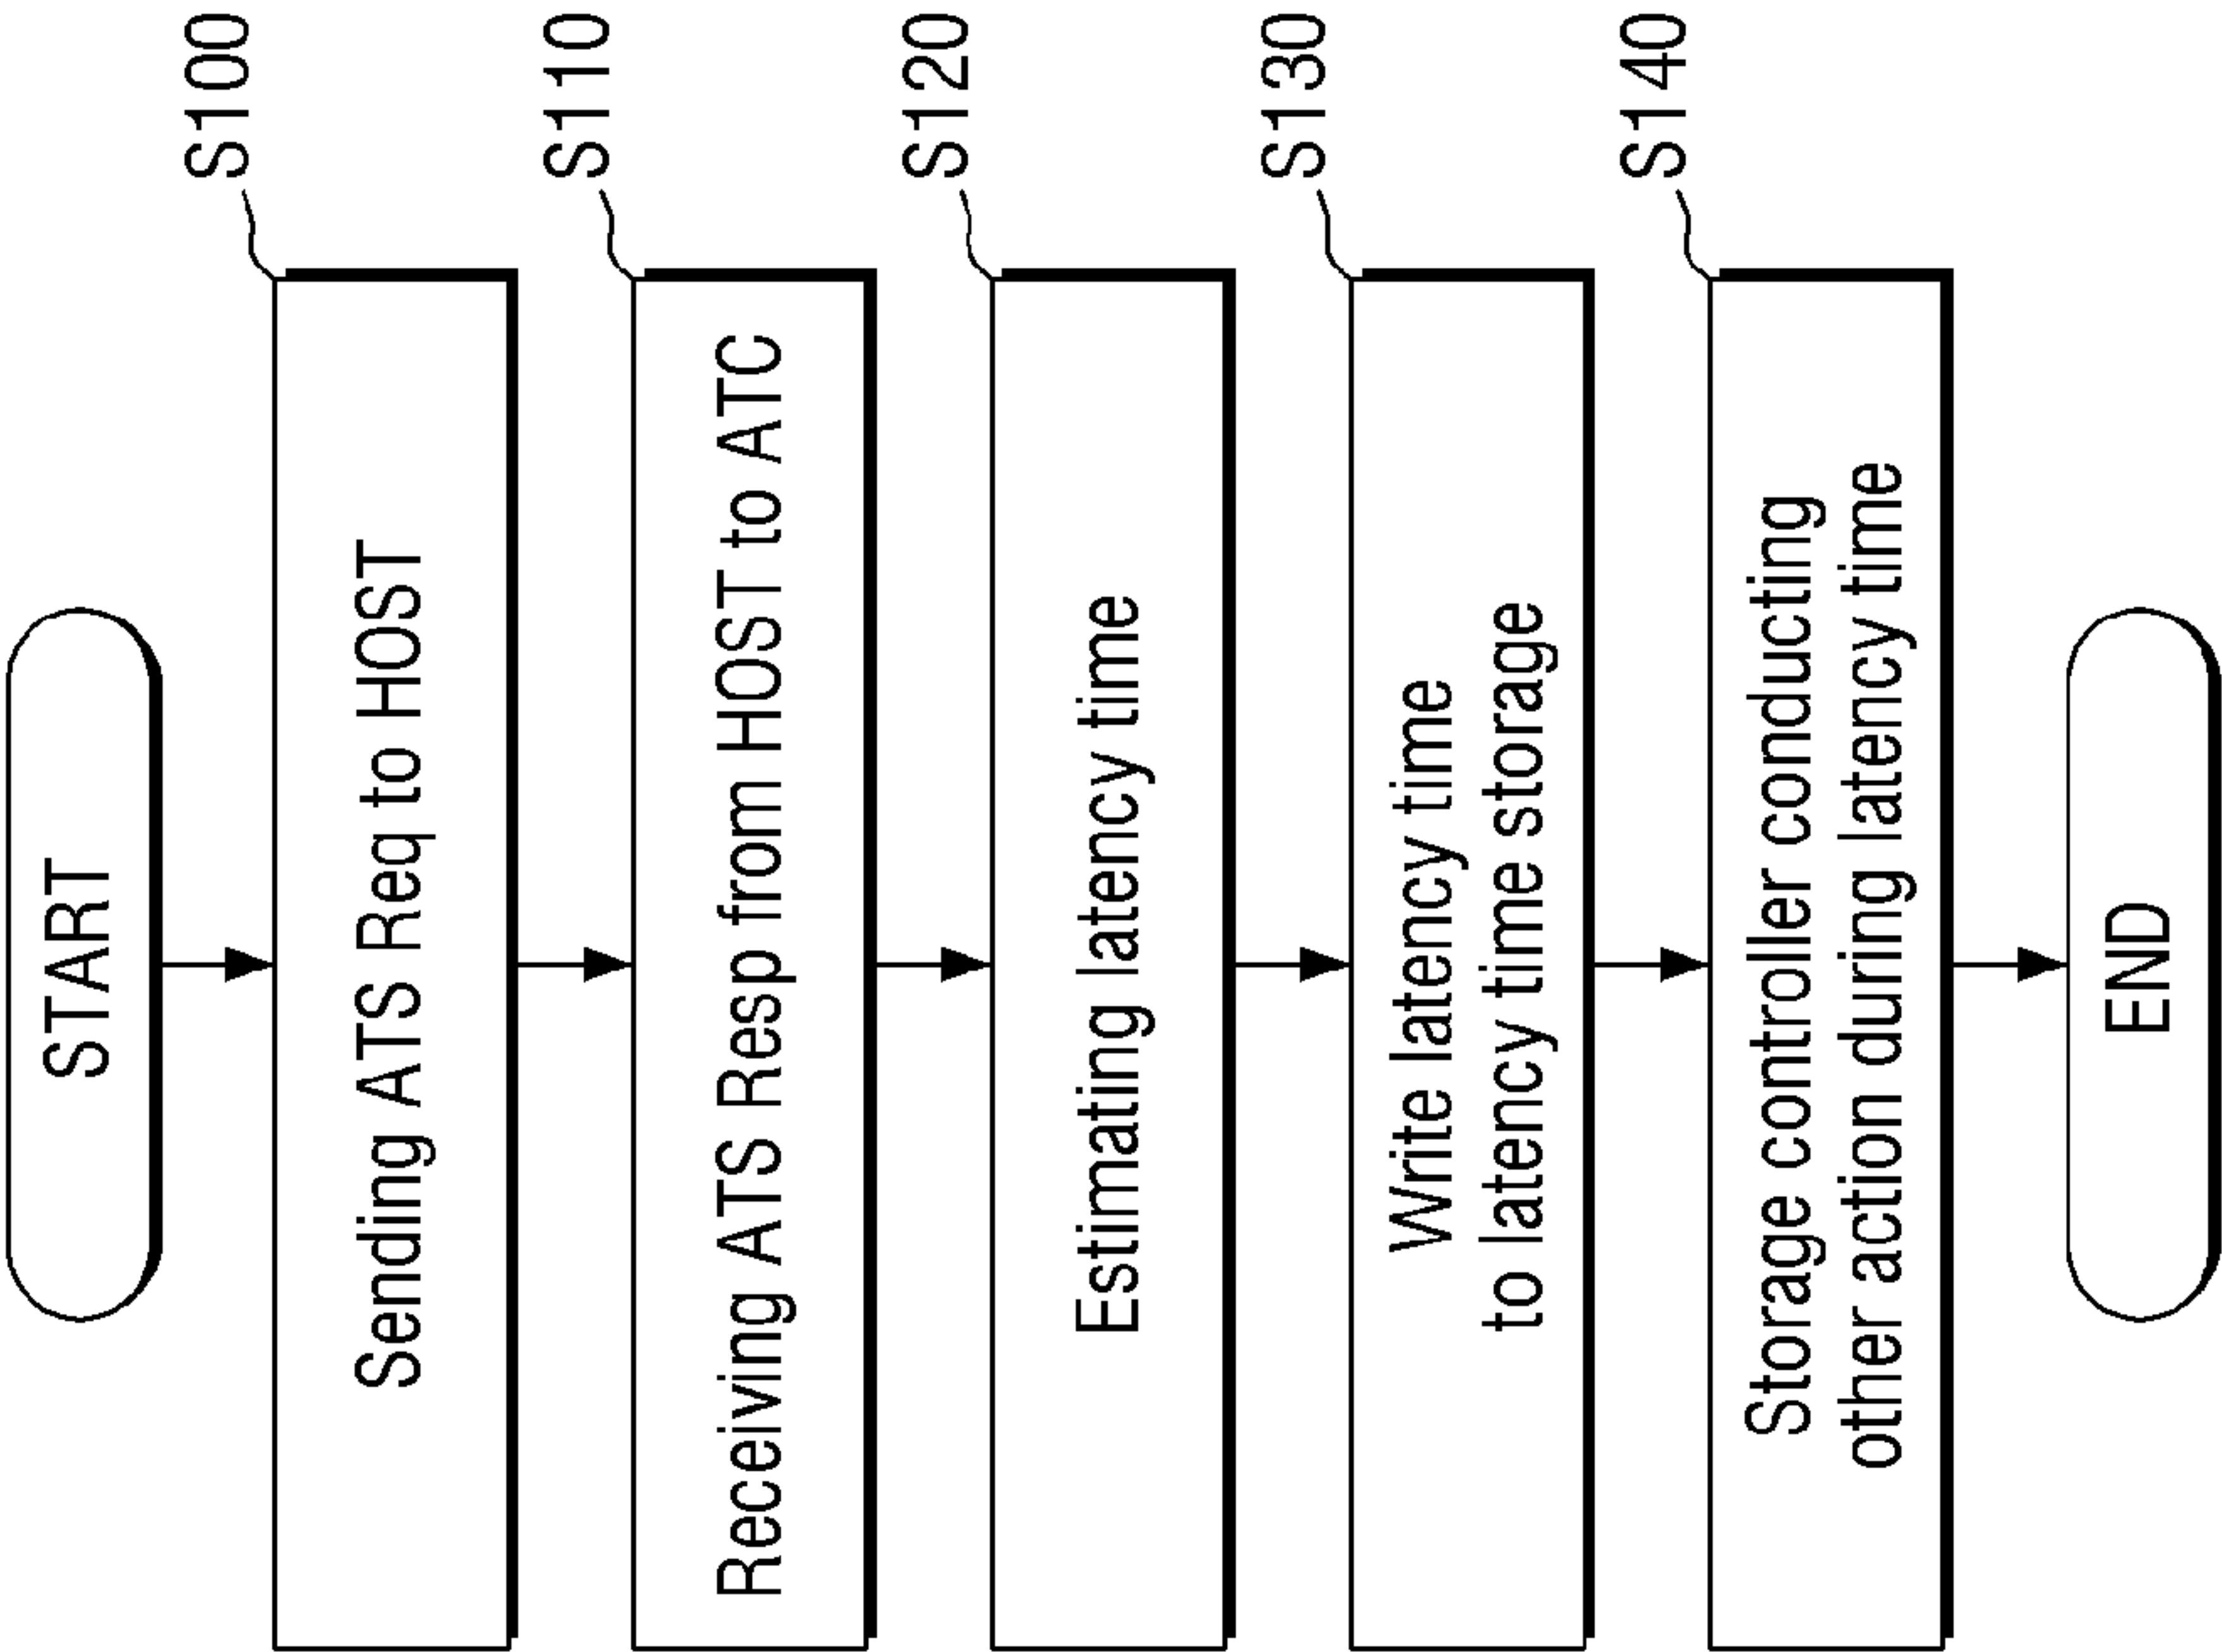 START
S100
Sending ATS Req to HOST
S110
Receiving ATS Resp from HOST to ATC
S120
Estimating latency time
S130
Write latency time
to latency time storage
S140
Storage controller conducting
other action during latency time
END